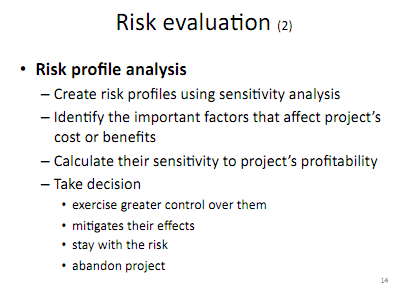 Risk evaluation (2)
• Risk profile analysis
– Create risk profiles using sensitivity analysis
– Identify the important factors that affect project's
cost or benefits
– Calculate their sensitivity to project's profitability
– Take decision
• exercise greater control over them
• mitigates their effects
• stay with the risk
• abandon project
14